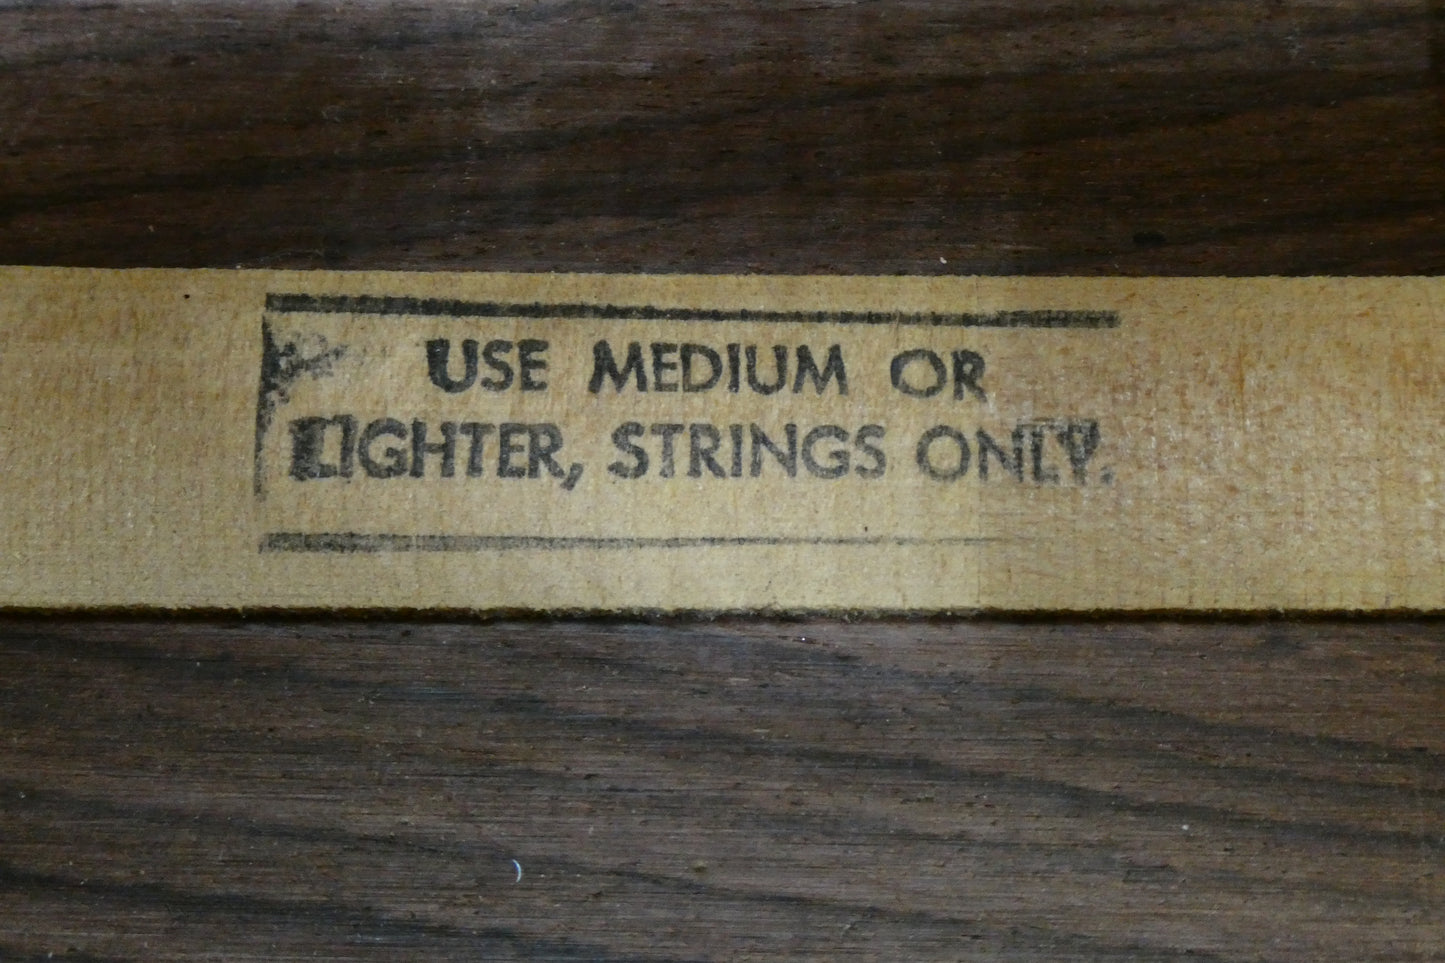 USE MEDIUM OR
LIGHTER, STRINGS ONLY.